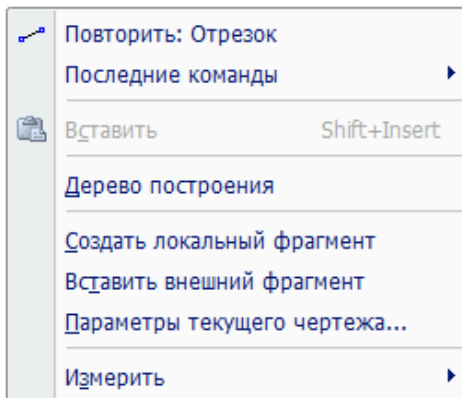 Повторить: Отрезок
Последние команды
Вставить Shift+Insert
Дерево построения
Создать локальный фрагмент
Вставить внешний фрагмент
Параметры текущего чертежа...
Измерить